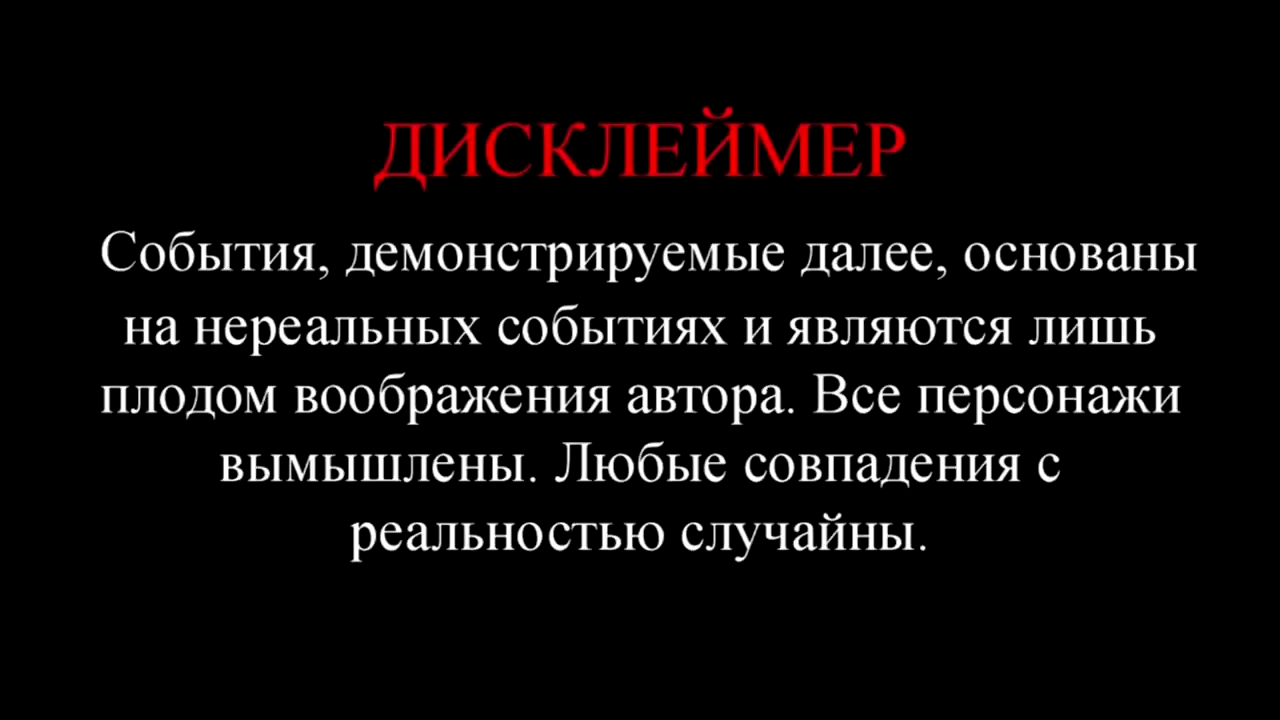 ДИСКЛЕЙМЕР
События, демонстрируемые далее, основаны
на нереальных событиях и являются лишь
плодом воображения автора. Все персонажи
вымышлены. Любые совпадения с
реальностью случайны.